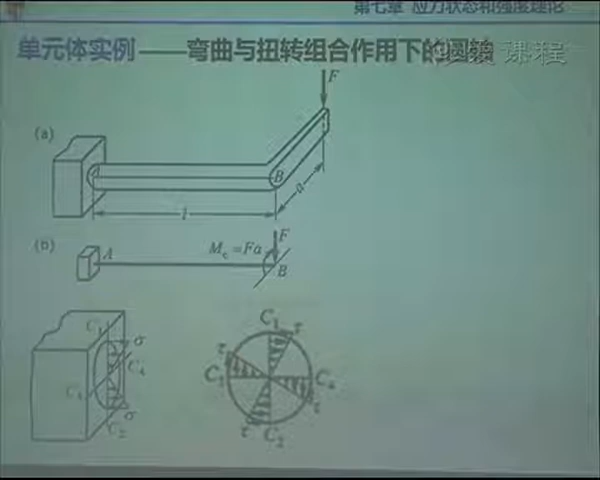 第七章 应力状态和强度理论
单元体实例——弯曲与扭转组合作用下的圆轴
F
(a)
B
a
l
(b)
A
Mₑ=Fa
F
B
C₁
σ
C₄
C₃
σ
C₂
C₁
τ
τ
C₃
C₄
τ
τ
C₂